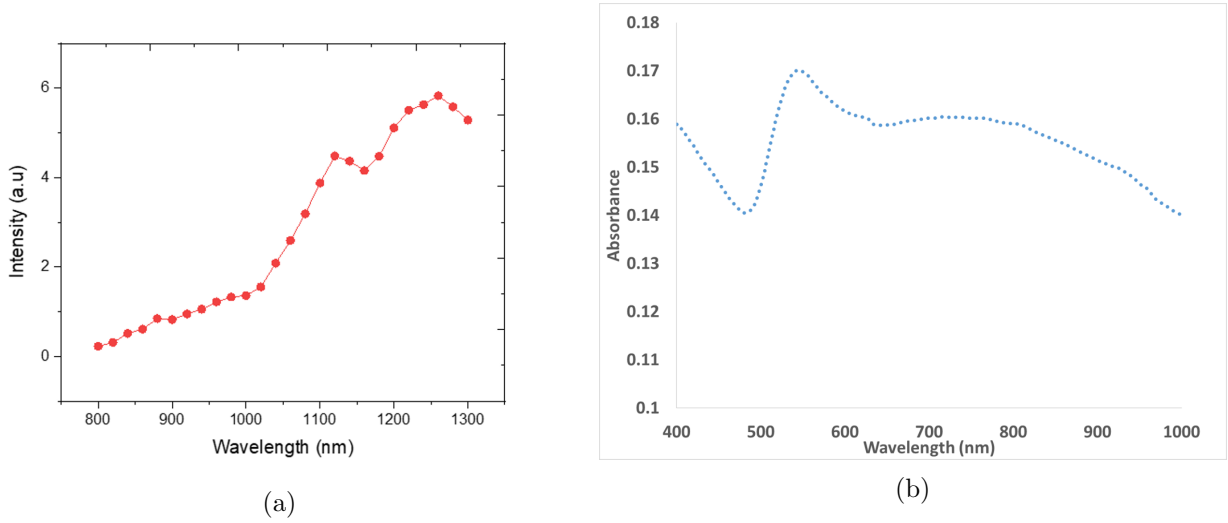 6
4
2
0
Intensity (a.u)
800 900 1000 1100 1200 1300
Wavelength (nm)
(a)
0.18
0.17
0.16
0.15
0.14
0.13
0.12
0.11
0.1
Absorbance
400 500 600 700 800 900 1000
Wavelength (nm)
(b)